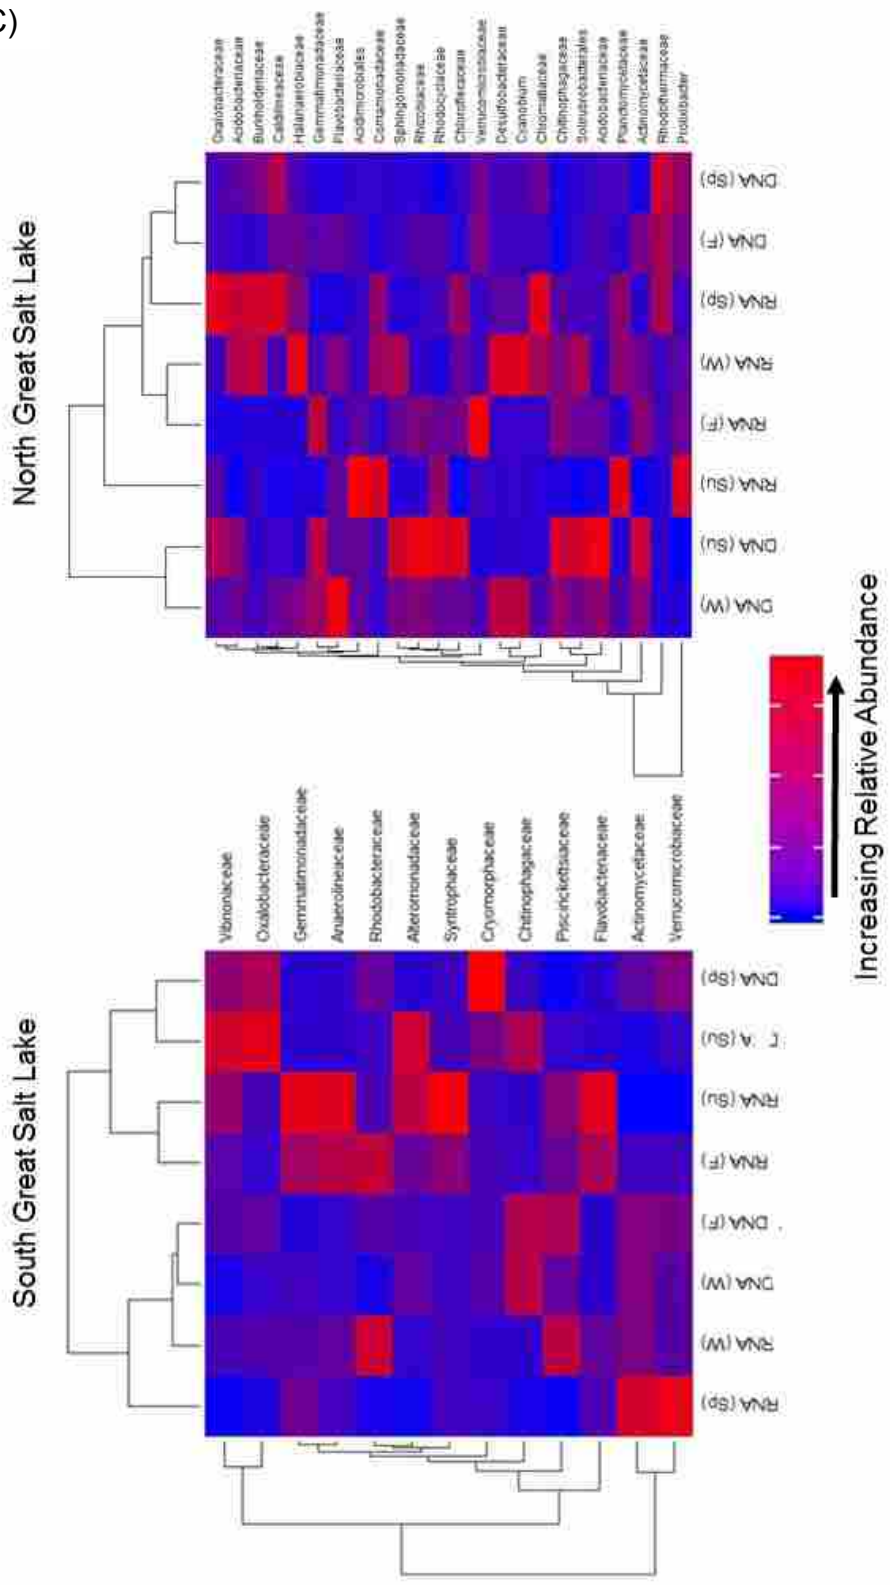 C)
North Great Salt Lake
Oxalobacteraceae
Acidobacteriaceae
Burkholderiaceae
Caldilineaceae
Halanaerobiaceae
Gemmatimonadaceae
Flavobacteriaceae
Acidimicrobiales
Comamonadaceae
Sphingomonadaceae
Rhizobiaceae
Rhodocyclaceae
Chloroflexaceae
Verrucomicrobiaceae
Desulfobacteraceae
Cyanobium
Chromatiaceae
Chitinophagaceae
Solirubrobacterales
Acidobacteriaceae
Planctomycetaceae
Actinomycetaceae
Rhodothermaceae
Prolixibacter
DNA (Sp)
DNA (F)
RNA (Sp)
RNA (W)
RNA (F)
RNA (Su)
DNA (Su)
DNA (W)
South Great Salt Lake
Vibrionaceae
Oxalobacteraceae
Gemmatimonadaceae
Anaerolineaceae
Rhodobacteraceae
Alteromonadaceae
Syntrophaceae
Cryomorphaceae
Chitinophagaceae
Piscirickettsiaceae
Flavobacteriaceae
Actinomycetaceae
Verrucomicrobiaceae
DNA (Sp)
A (Su)
RNA (Su)
RNA (F)
DNA (F)
DNA (W)
RNA (W)
RNA (Sp)
Increasing Relative Abundance